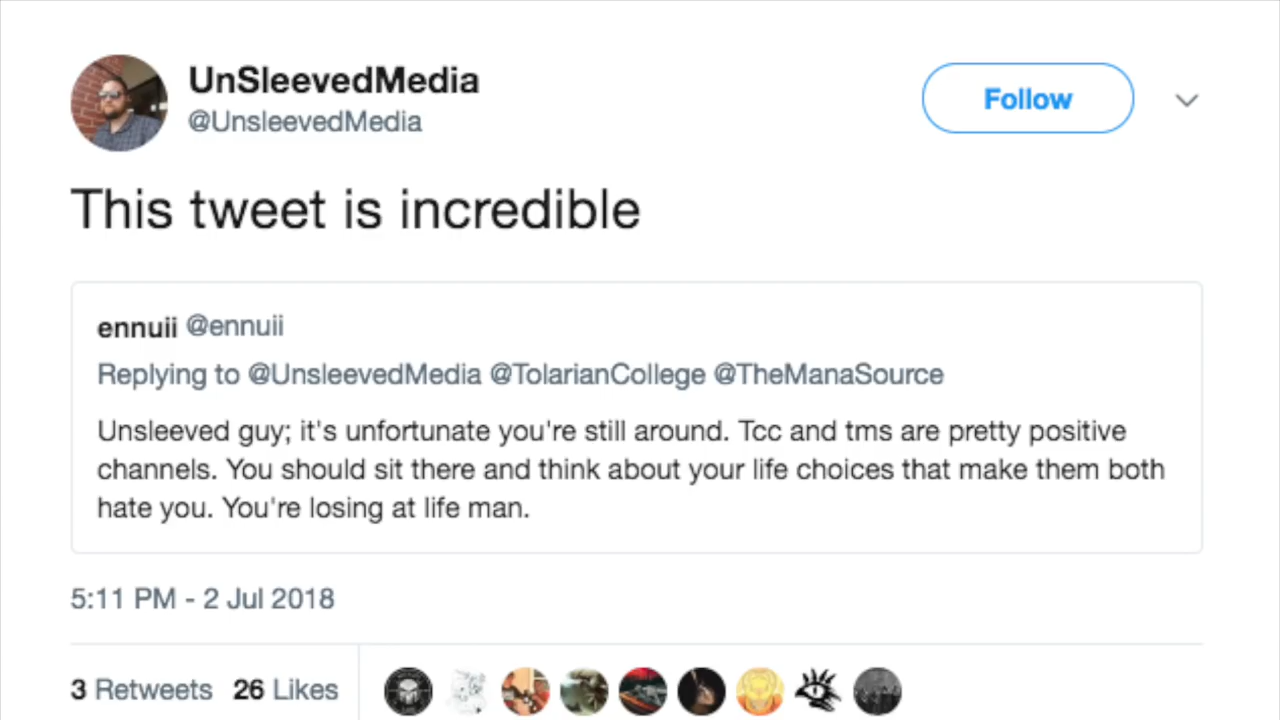 UnSleevedMedia
@UnsleevedMedia
Follow
This tweet is incredible
ennuii @ennuii
Replying to @UnsleevedMedia @TolarianCollege @TheManaSource
Unsleeved guy; it's unfortunate you're still around. Tcc and tms are pretty positive
channels. You should sit there and think about your life choices that make them both
hate you. You're losing at life man.
5:11 PM - 2 Jul 2018
3 Retweets 26 Likes